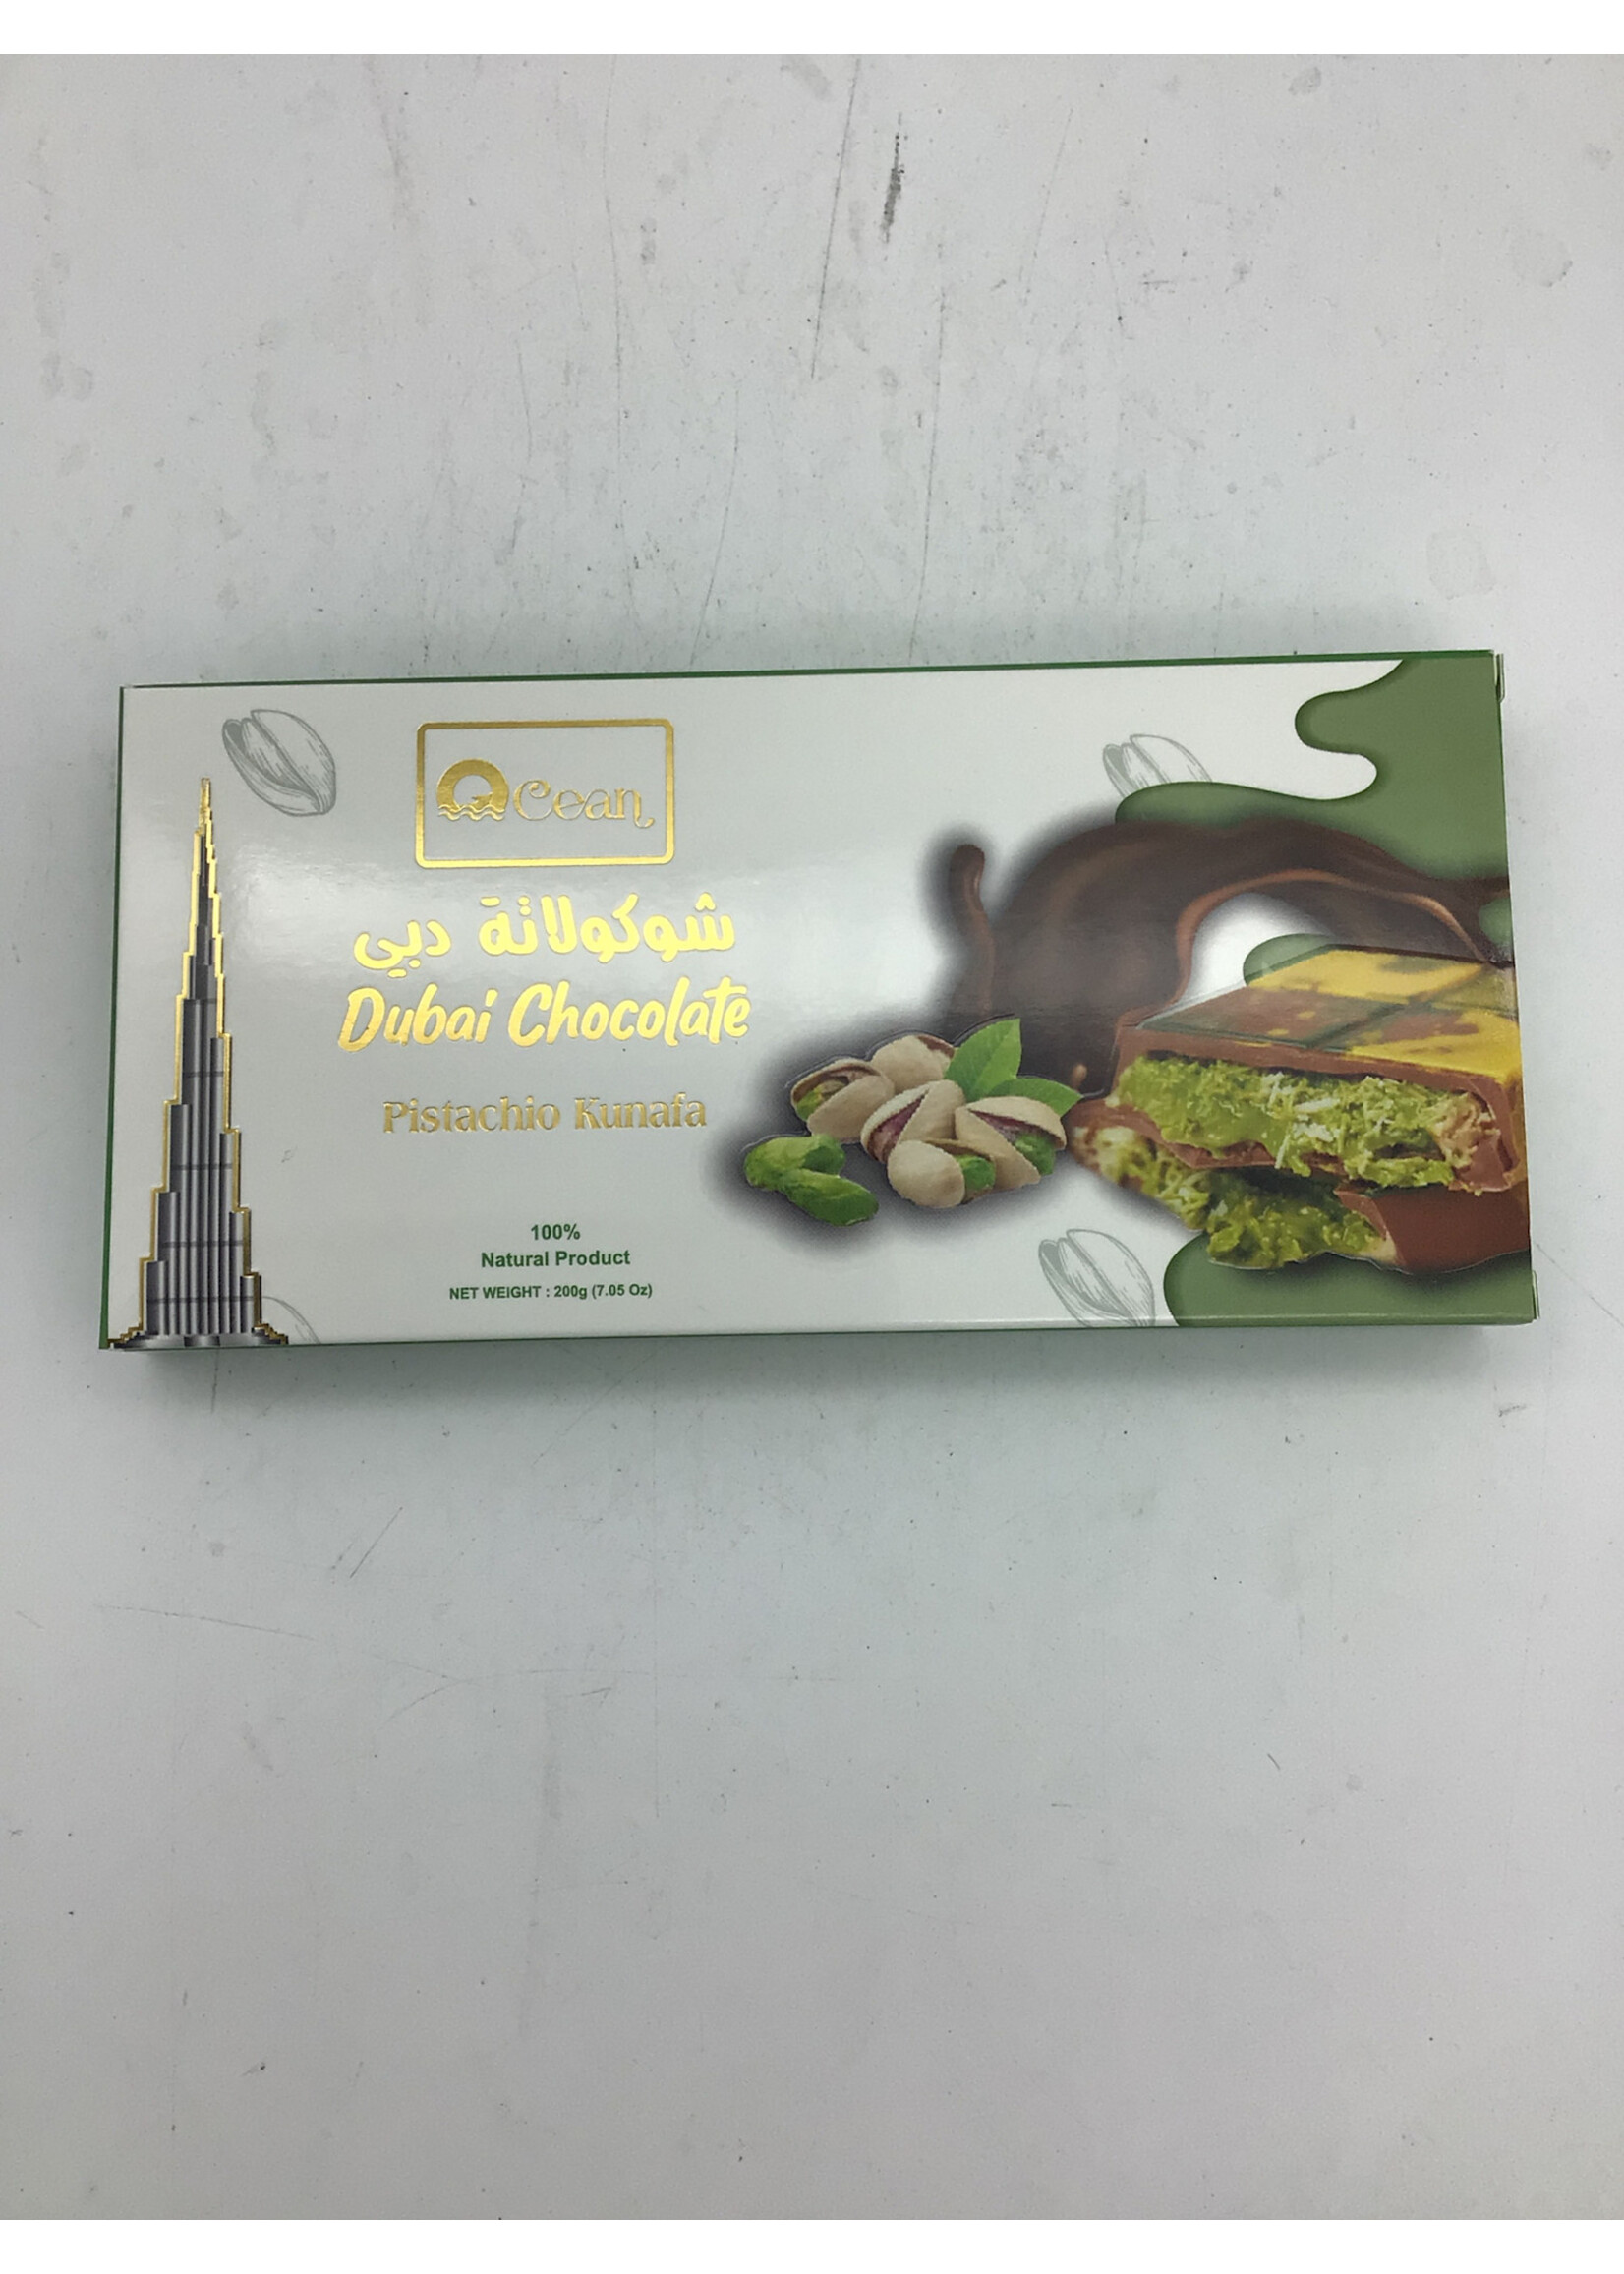 Ocean
شوكولاتة دبي
Dubai Chocolate
Pistachio Kunafa
100%
Natural Product
NET WEIGHT : 200g (7.05 Oz)